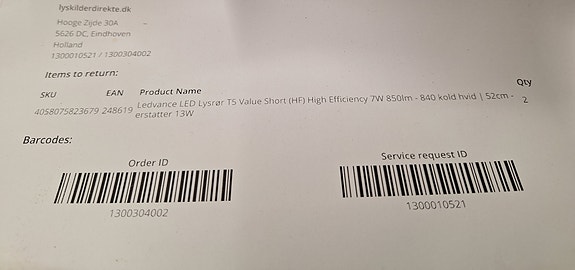 lyskilderdirekte.dk
Hooge Zijde 30A
5626 DC, Eindhoven
Holland
1300010521 / 1300304002
Items to return:
SKU EAN Product Name Qty
4058075823679 248619 Ledvance LED Lysrør T5 Value Short (HF) High Efficiency 7W 850lm - 840 kold hvid | 52cm - 2
erstatter 13W
Barcodes:
Order ID Service request ID
1300304002 1300010521